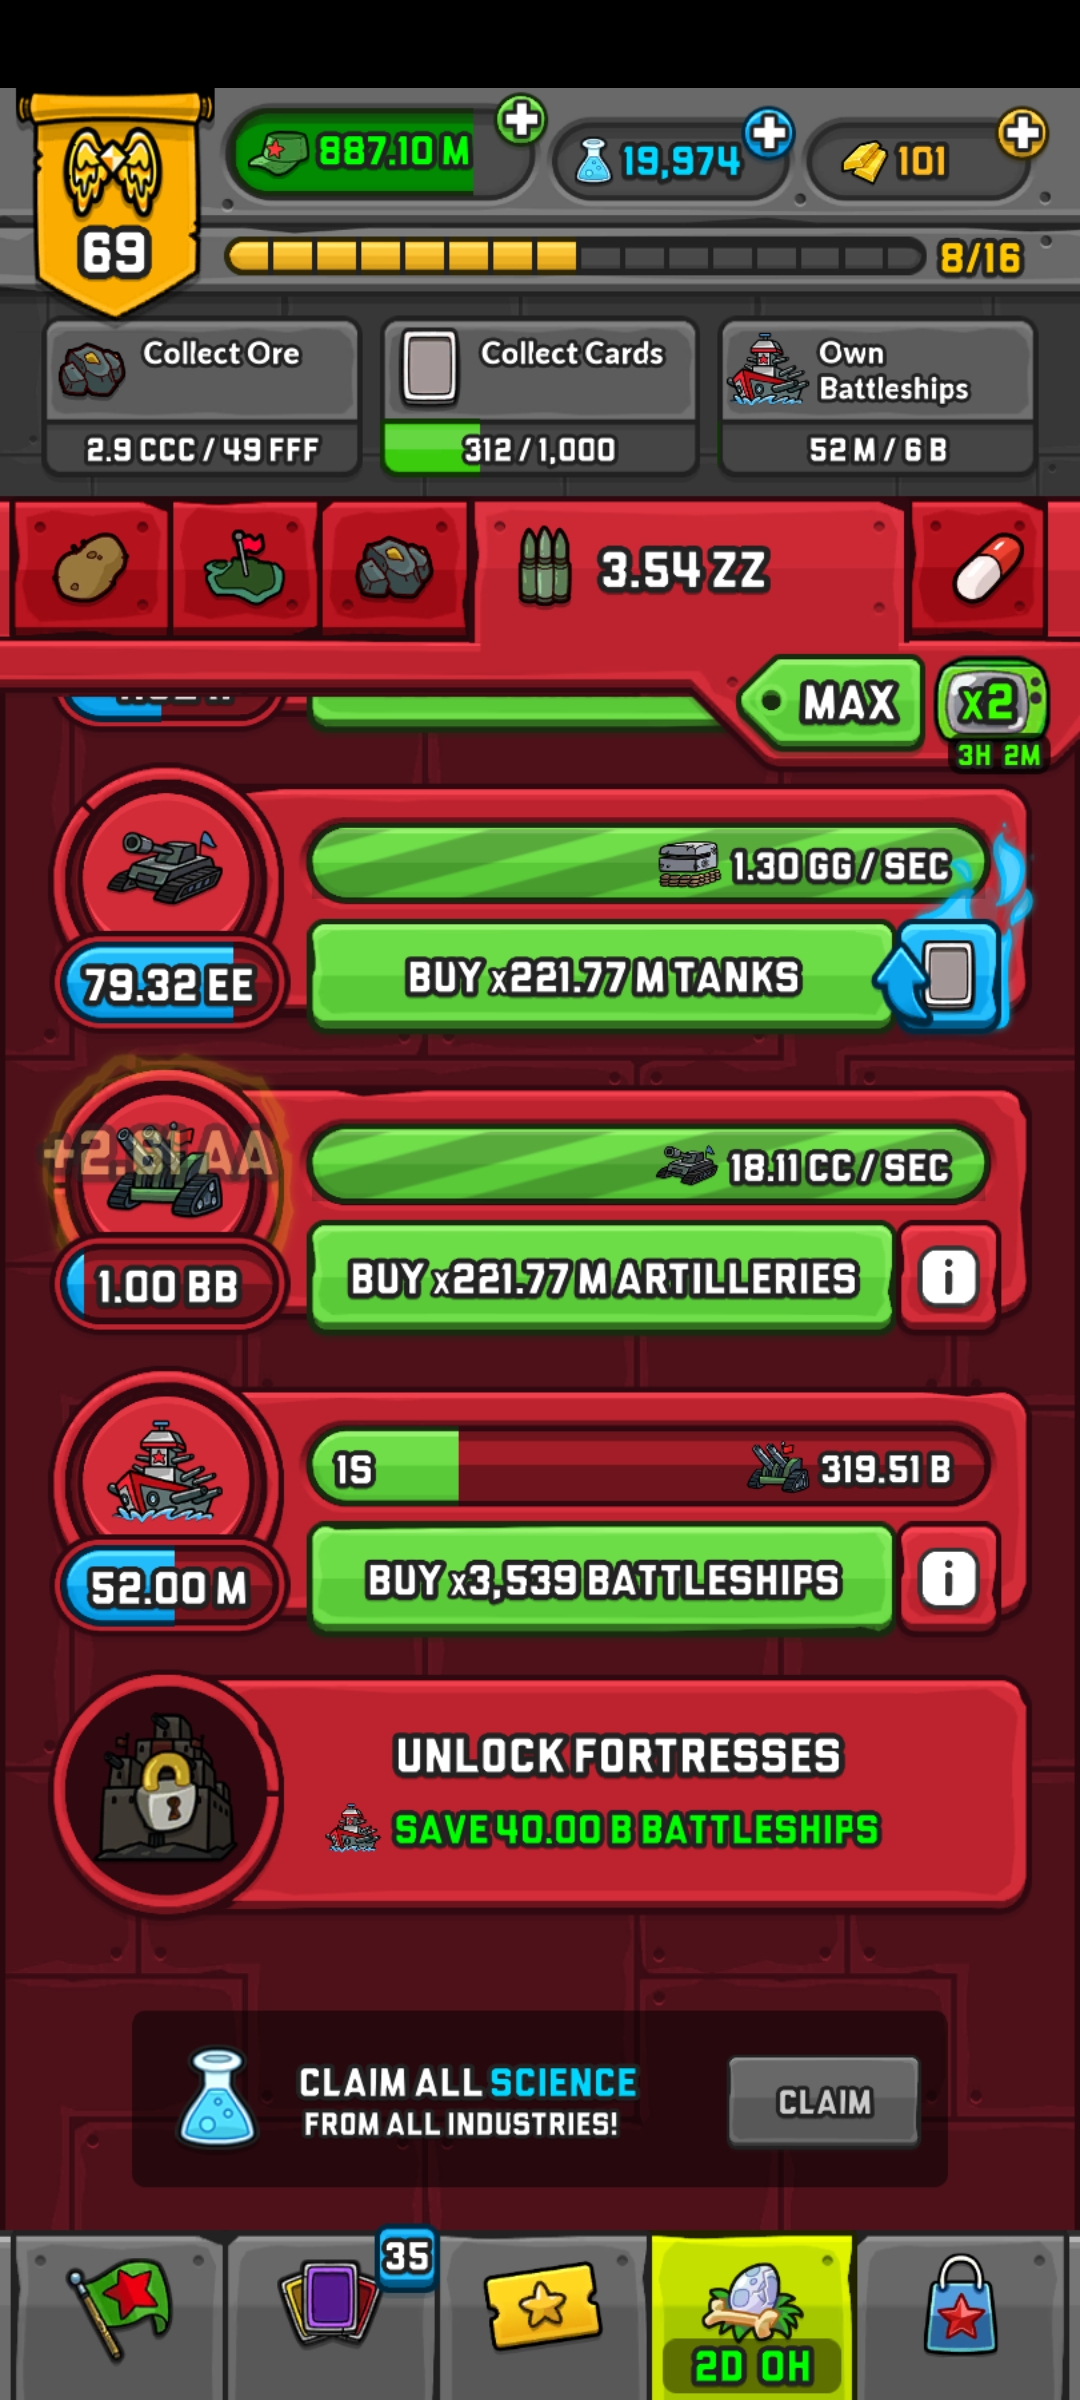 887.10 M
19,974
101
69
8/16
Collect Ore
2.9 CCC / 49 FFF
Collect Cards
312 / 1,000
Own
Battleships
52 M / 6 B
3.54 ZZ
MAX
x2
3H 2M
1.30 GG / SEC
79.32 EE
BUY x221.77 M TANKS
18.11 CC / SEC
1.00 BB
BUY x221.77 M ARTILLERIES
i
1S
319.51 B
52.00 M
BUY x3,539 BATTLESHIPS
i
UNLOCK FORTRESSES
SAVE 40.00 B BATTLESHIPS
CLAIM ALL SCIENCE
FROM ALL INDUSTRIES!
CLAIM
35
2D 0H